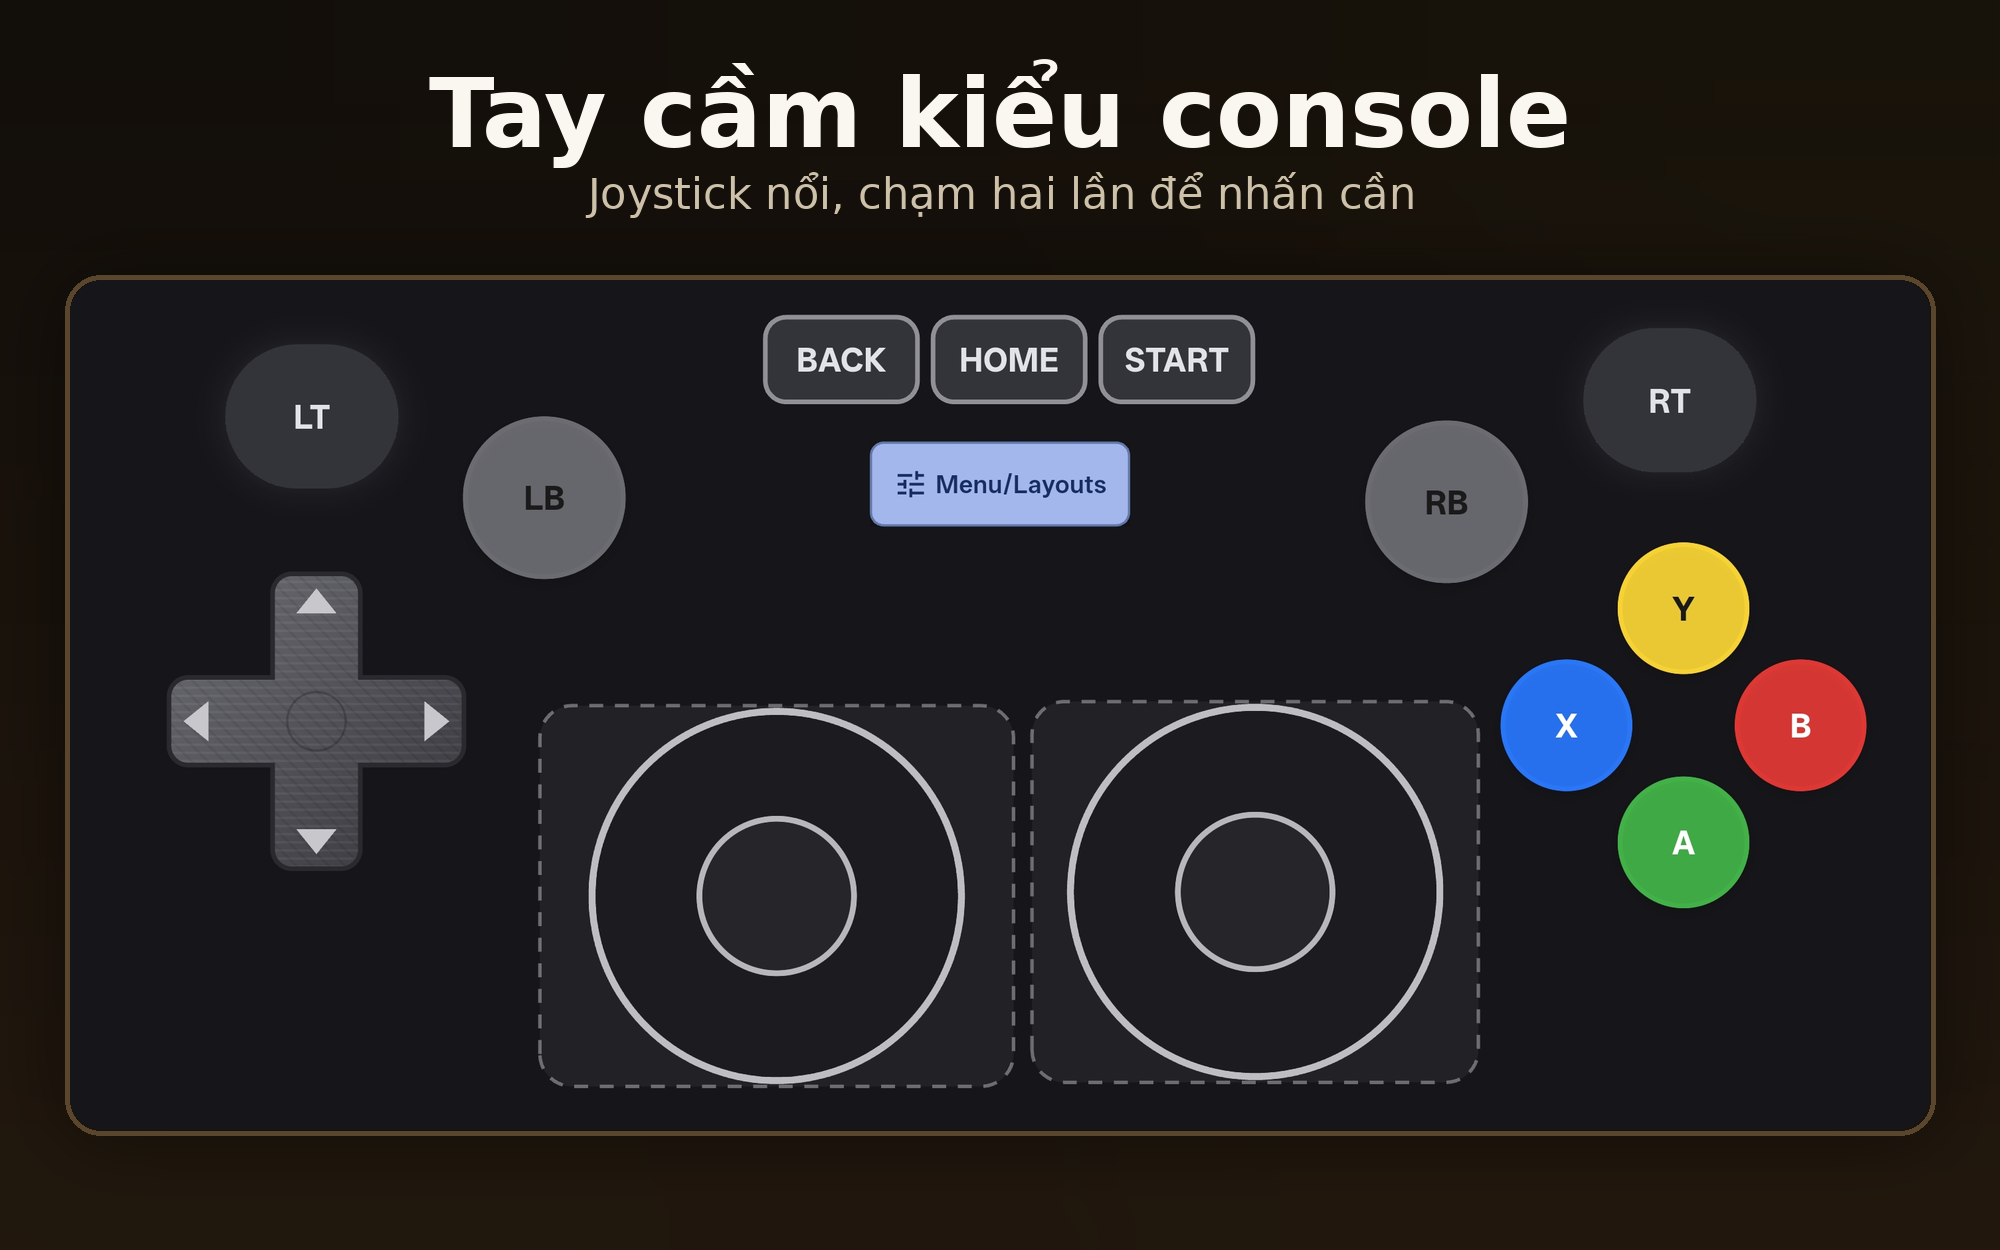 Tay cầm kiểu console
Joystick nổi, chạm hai lần để nhấn cần
BACK HOME START
LT
RT
LB
Menu/Layouts
RB
Y
X
B
A